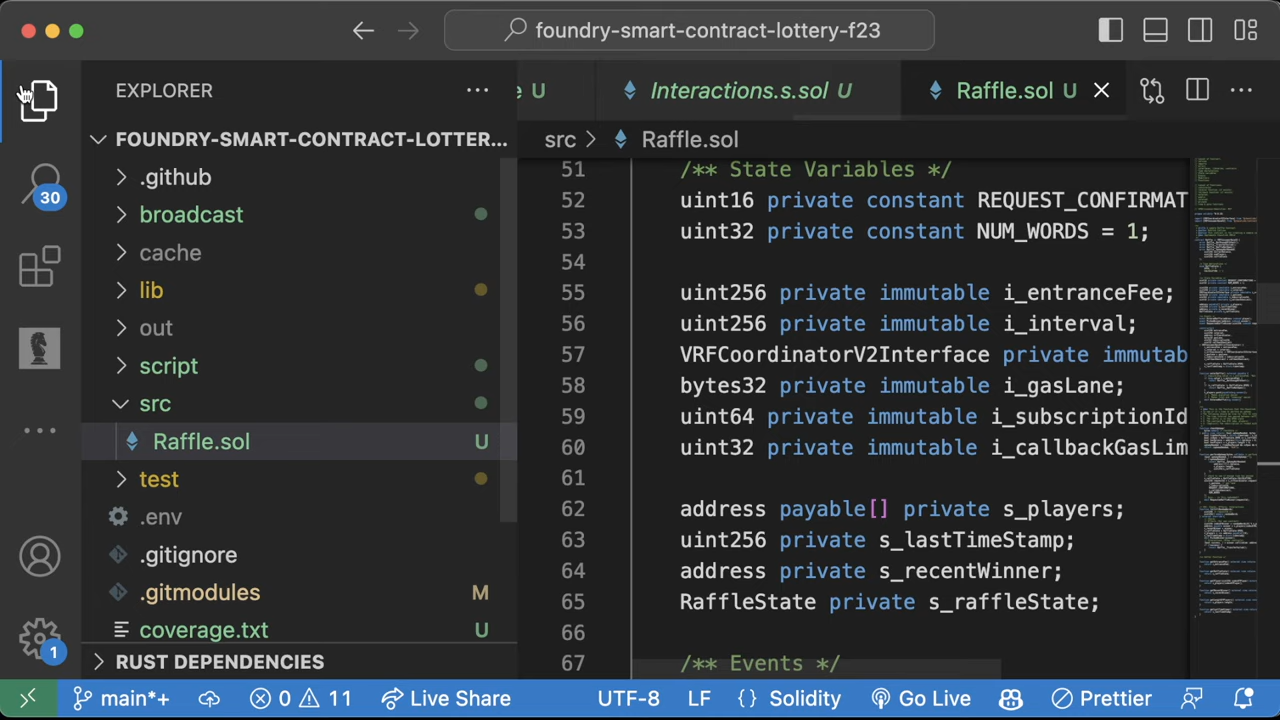 foundry-smart-contract-lottery-f23
EXPLORER
U
Interactions.s.sol U
Raffle.sol U
FOUNDRY-SMART-CONTRACT-LOTTER...
src > Raffle.sol
30
1
.github
broadcast
cache
lib
out
script
src
Raffle.sol U
test
.env
.gitignore
.gitmodules M
coverage.txt U
RUST DEPENDENCIES
51 /** State Variables */
52 uint16 private constant REQUEST_CONFIRMAT
53 uint32 private constant NUM_WORDS = 1;
54
55 uint256 private immutable i_entranceFee;
56 uint256 private immutable i_interval;
57 VRFCoordinatorV2Interface private immutab
58 bytes32 private immutable i_gasLane;
59 uint64 private immutable i_subscriptionId
60 uint32 private immutable i_callbackGasLim
61
62 address payable[] private s_players;
63 uint256 private s_lastTimeStamp;
64 address private s_recentWinner;
65 RaffleState private s_raffleState;
66
67 /** Events */
main*+ 0 11 Live Share UTF-8 LF {} Solidity Go Live Prettier